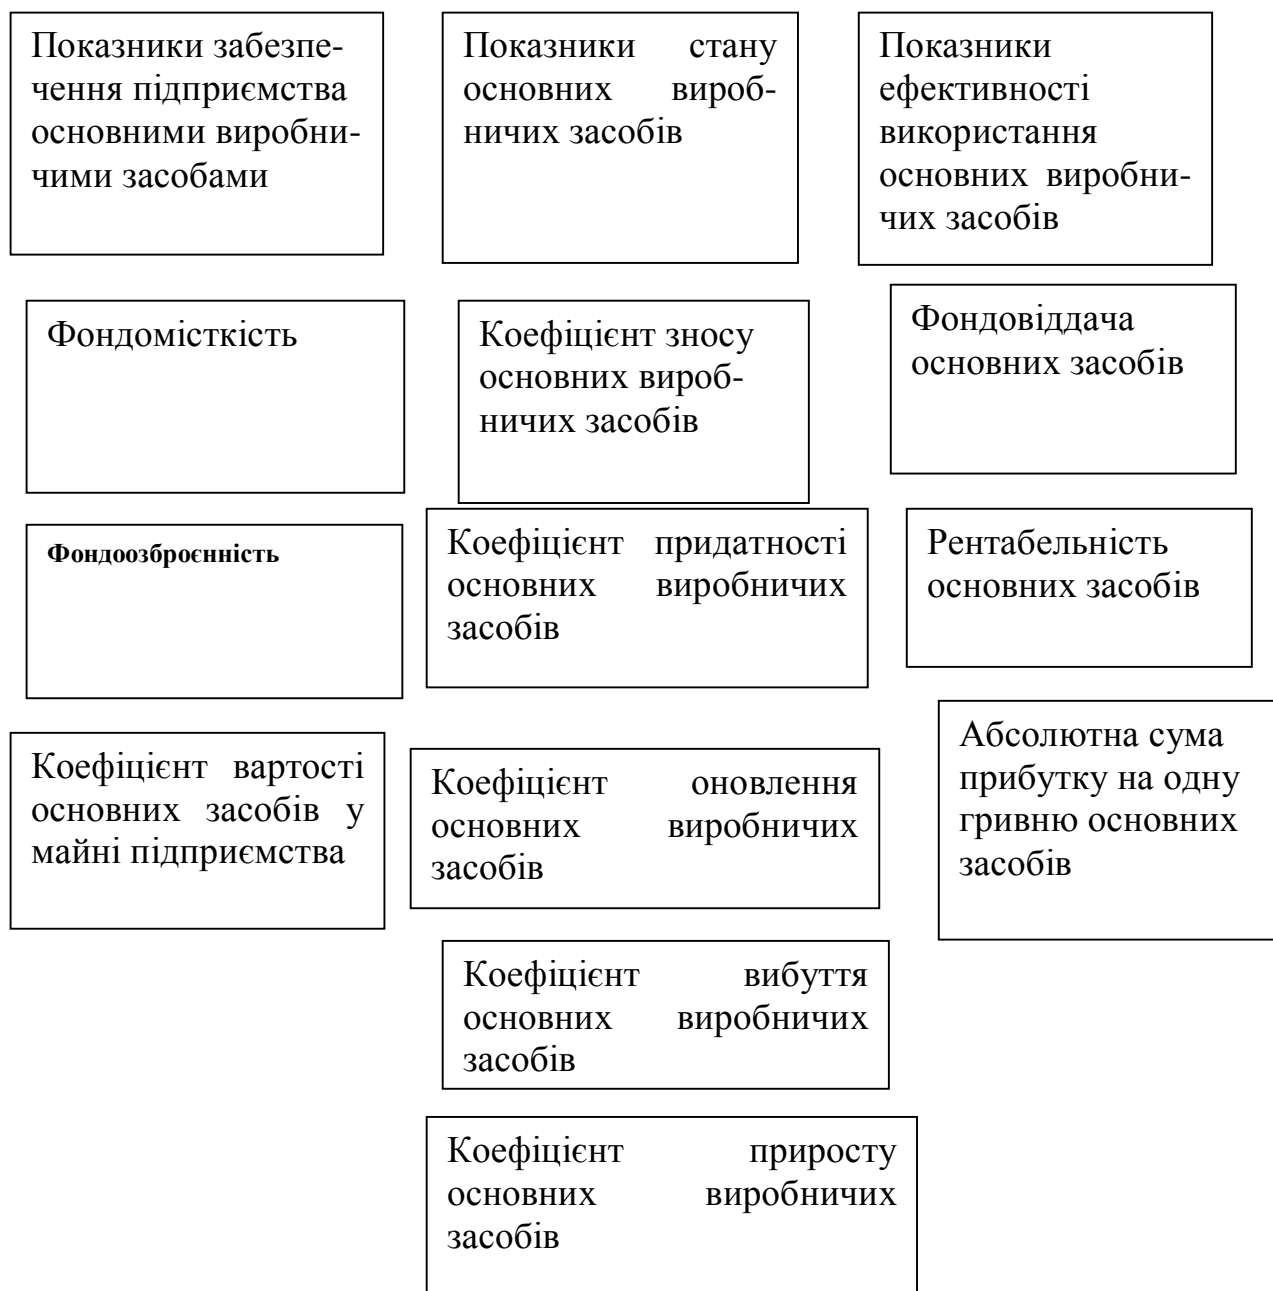 Показники забезпе-
чення підприємства
основними виробни-
чими засобами
Показники стану
основних вироб-
ничих засобів
Показники
ефективності
використання
основних виробни-
чих засобів
Фондомісткість
Коефіцієнт зносу
основних вироб-
ничих засобів
Фондовіддача
основних засобів
Фондоозброєнність
Коефіцієнт придатності
основних виробничих
засобів
Рентабельність
основних засобів
Коефіцієнт вартості
основних засобів у
майні підприємства
Коефіцієнт оновлення
основних виробничих
засобів
Абсолютна сума
прибутку на одну
гривню основних
засобів
Коефіцієнт вибуття
основних виробничих
засобів
Коефіцієнт приросту
основних виробничих
засобів